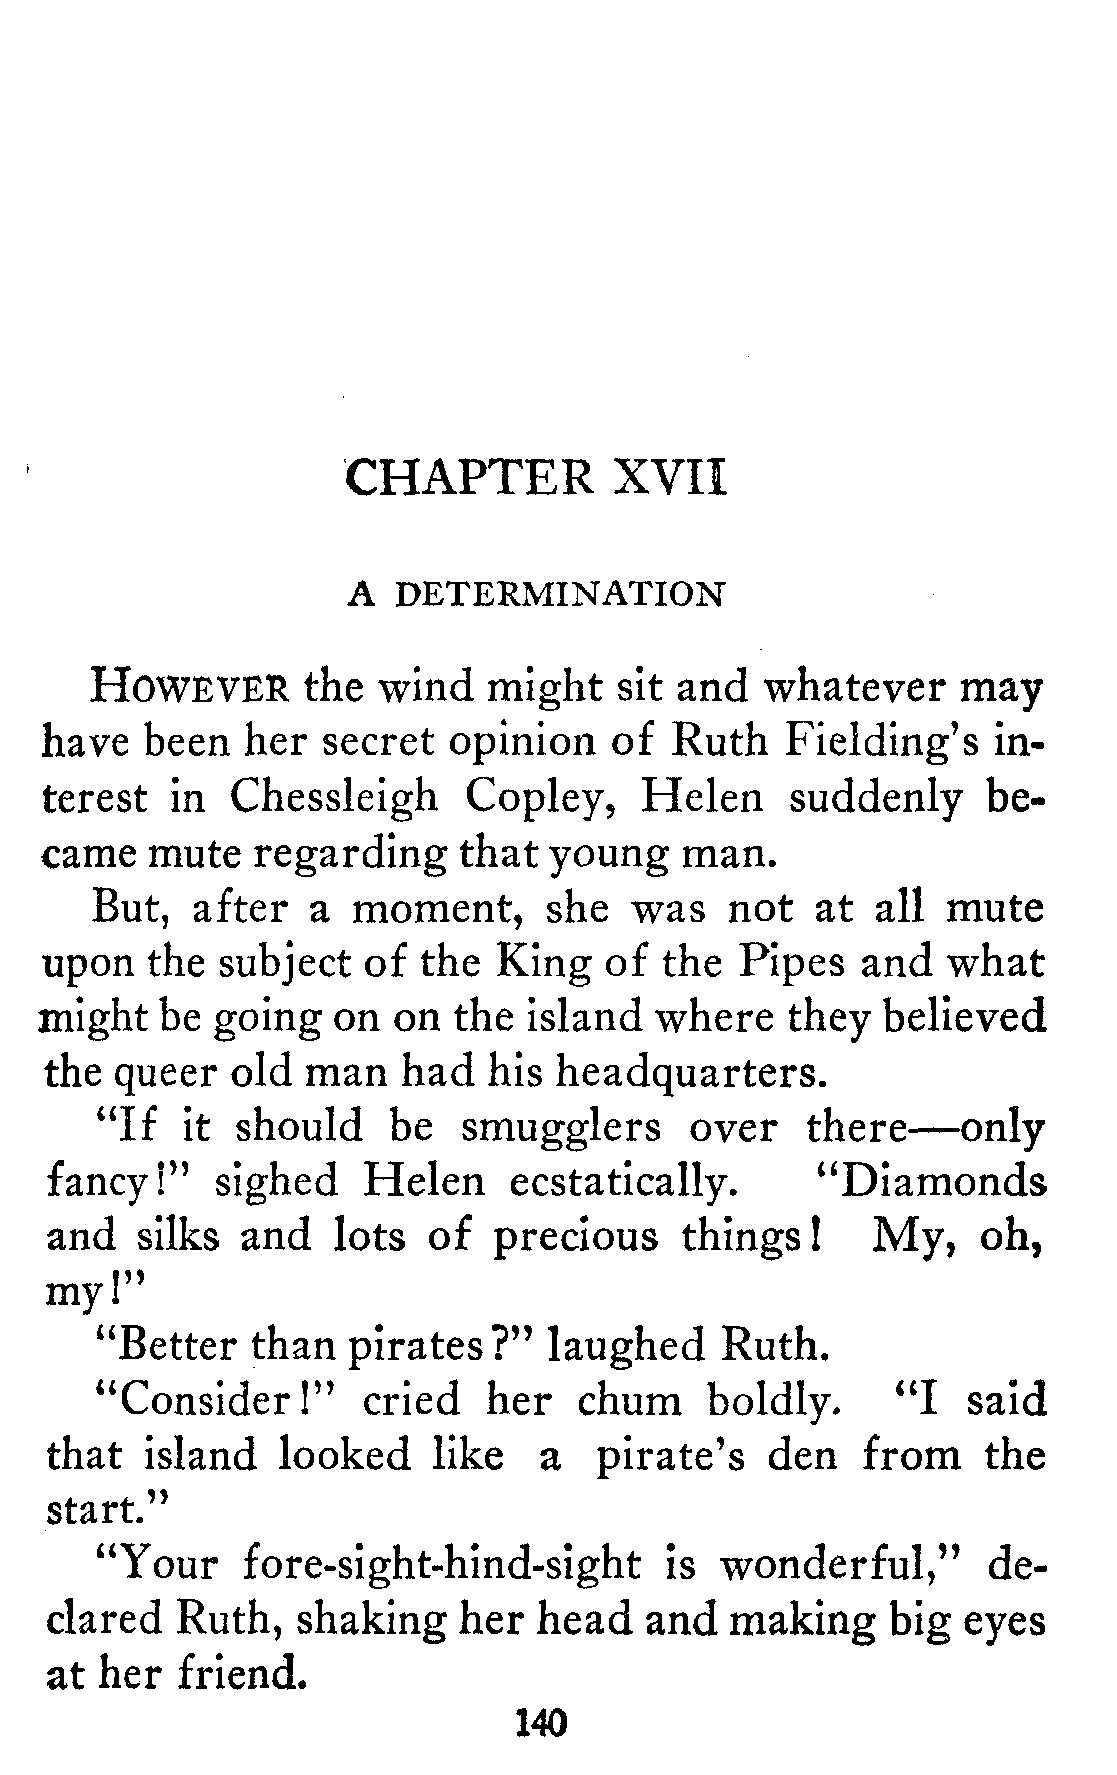 CHAPTER XVII
A DETERMINATION
HOWEVER the wind might sit and whatever may
have been her secret opinion of Ruth Fielding's in-
terest in Chessleigh Copley, Helen suddenly be-
came mute regarding that young man.
But, after a moment, she was not at all mute
upon the subject of the King of the Pipes and what
might be going on on the island where they believed
the queer old man had his headquarters.
"If it should be smugglers over there—only
fancy!" sighed Helen ecstatically. "Diamonds
and silks and lots of precious things! My, oh,
my!"
"Better than pirates?" laughed Ruth.
"Consider!" cried her chum boldly. "I said
that island looked like a pirate's den from the
start."
"Your fore-sight-hind-sight is wonderful," de-
clared Ruth, shaking her head and making big eyes
at her friend.
140